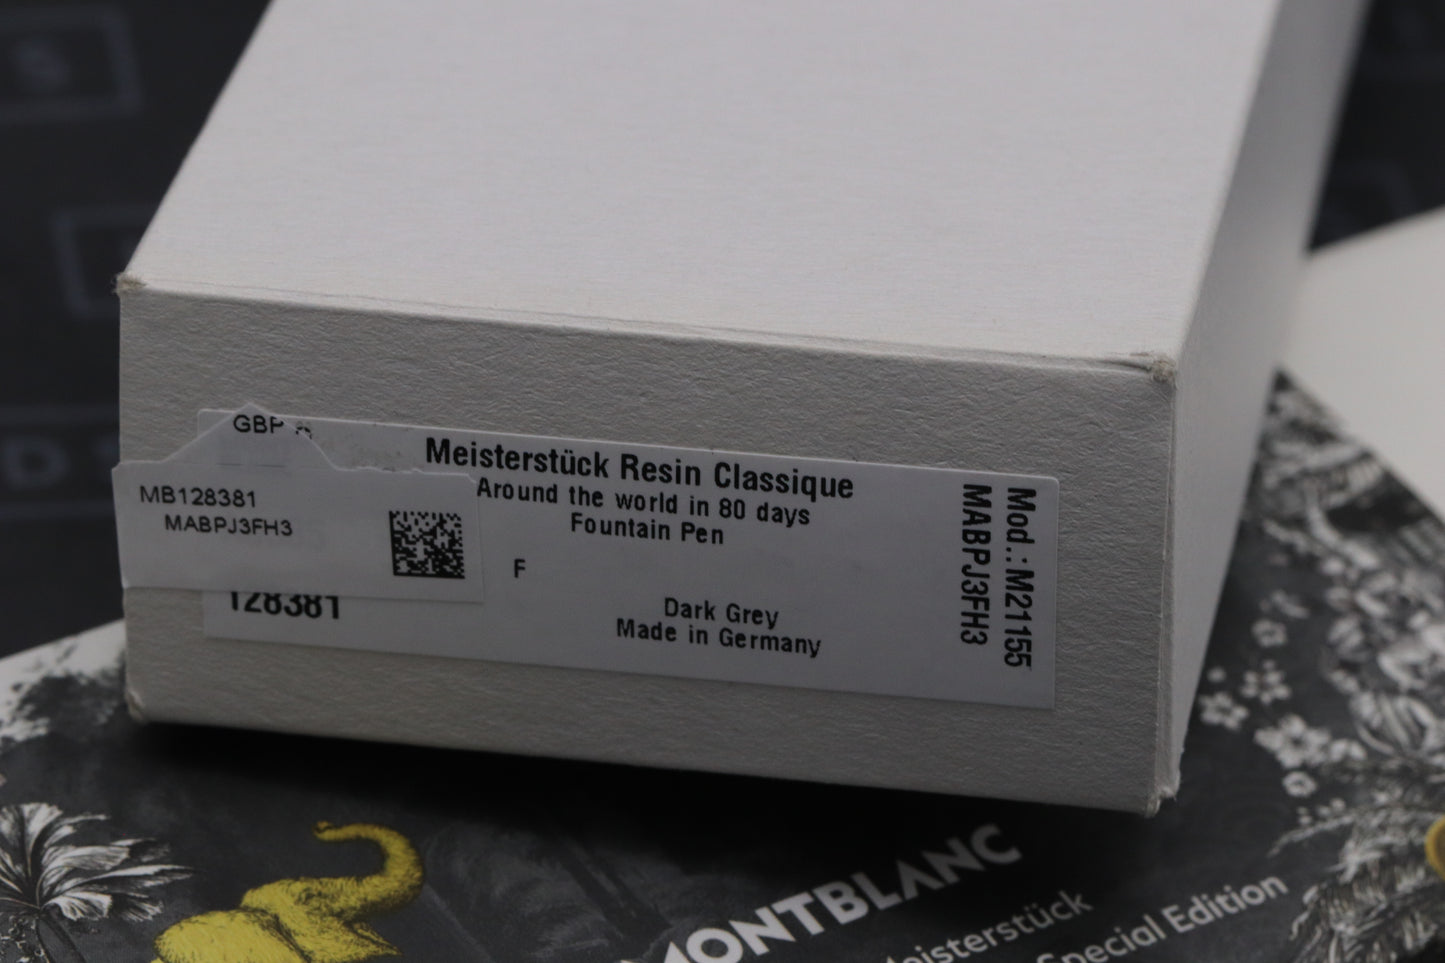 GBP
MB128381
MABPJ3FH3
Meisterstück Resin Classique
Around the world in 80 days
Fountain Pen
F
128381
Dark Grey
Made in Germany
Mod.: M21155
MABPJ3FH3
MONTBLANC
Meisterstück
Special Edition